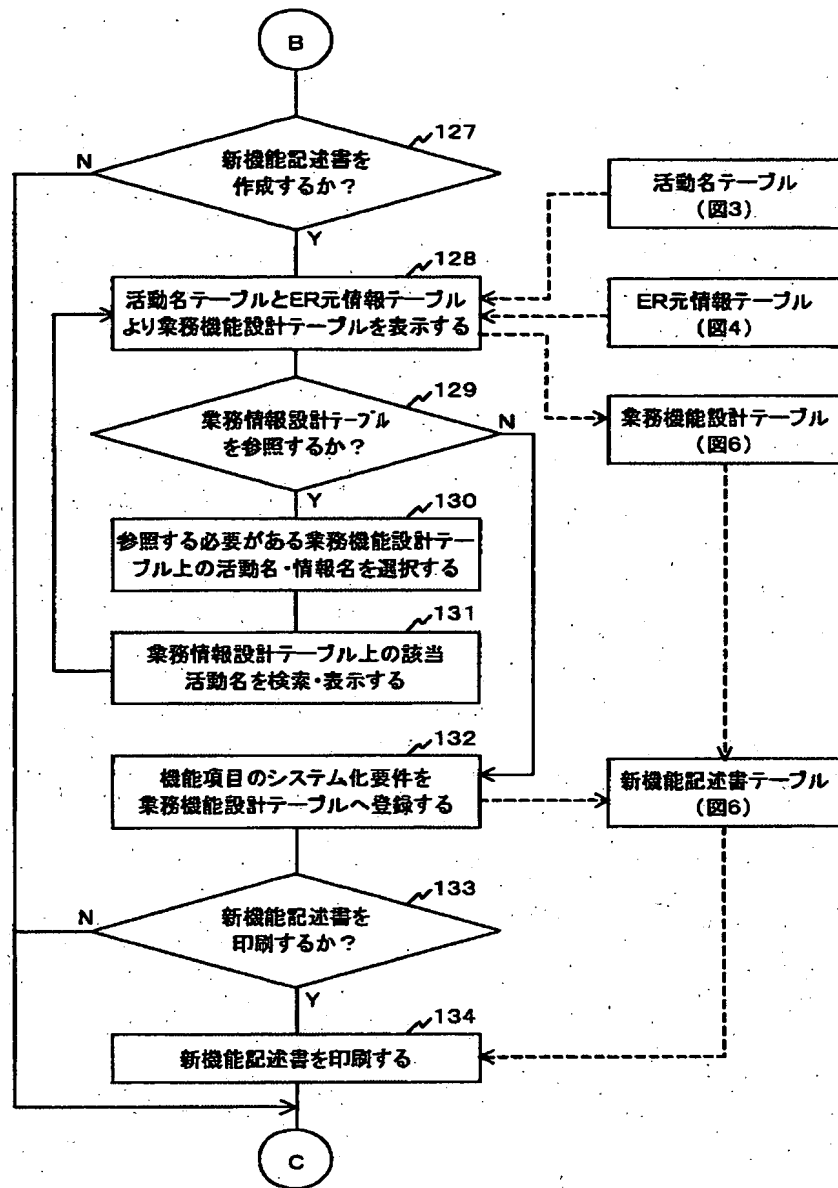 B
127
新機能記述書を
作成するか?
N
Y
活動名テーブル
(図3)
128
活動名テーブルとER元情報テーブル
より業務機能設計テーブルを表示する
ER元情報テーブル
(図4)
129
業務情報設計テーブル
を参照するか?
N
Y
業務機能設計テーブル
(図6)
130
参照する必要がある業務機能設計テー
ブル上の活動名・情報名を選択する
131
業務情報設計テーブル上の該当
活動名を検索・表示する
132
機能項目のシステム化要件を
業務機能設計テーブルへ登録する
新機能記述書テーブル
(図6)
133
新機能記述書を
印刷するか?
N
Y
134
新機能記述書を印刷する
C